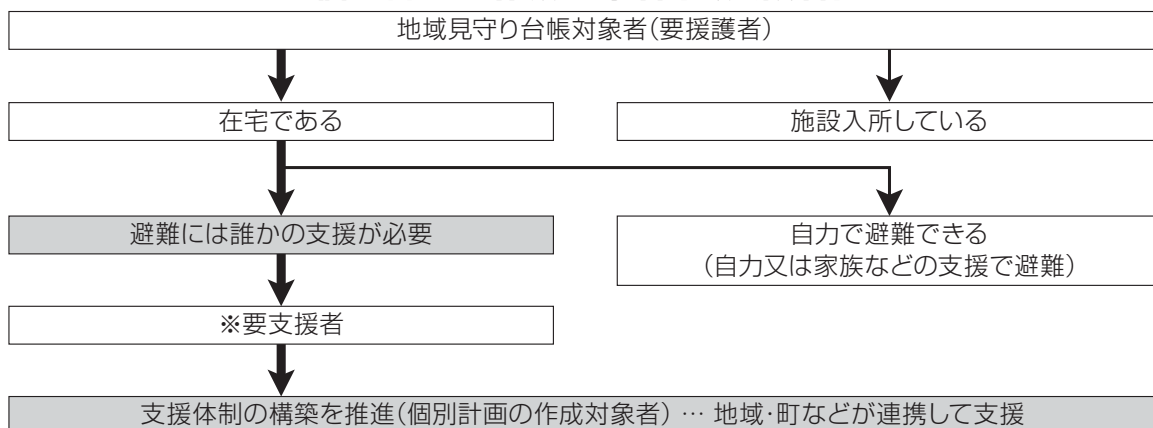 地域見守り台帳対象者(要援護者)
在宅である
施設入所している
避難には誰かの支援が必要
自力で避難できる
(自力又は家族などの支援で避難)
※要支援者
支援体制の構築を推進(個別計画の作成対象者) … 地域・町などが連携して支援